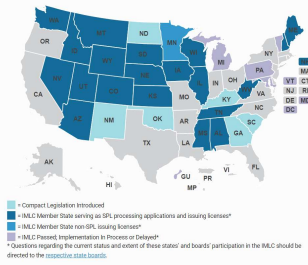 WA
MT
ND
MN
OR
ID
SD
WI
WY
MI
NY
NE
IA
PA
NV
UT
CO
IL
IN
OH
VT
CT
CA
KS
MO
KY
VA
NJ
RI
DE
MD
NC
DC
AZ
NM
OK
AR
TN
SC
MS
AL
GA
TX
LA
FL
AK
HI
GU
PR
VI
MP
= Compact Legislation Introduced
= IMLC Member State serving as SPL processing applications and issuing licenses*
= IMLC Member State non-SPL issuing licenses*
= IMLC Passed; Implementation In Process or Delayed*
* Questions regarding the current status and extent of these states' and boards' participation in the IMLC should be
directed to the respective state boards.